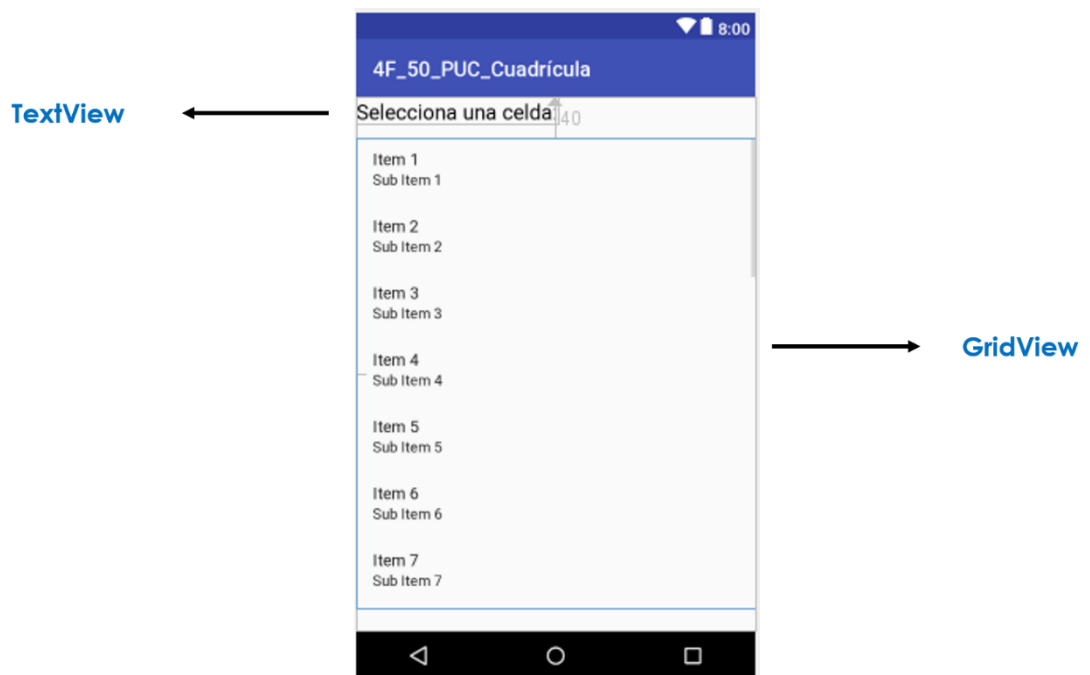 8:00
4F_50_PUC_Cuadrícula
TextView
Selecciona una celda
40
Item 1
Sub Item 1
Item 2
Sub Item 2
Item 3
Sub Item 3
GridView
Item 4
Sub Item 4
Item 5
Sub Item 5
Item 6
Sub Item 6
Item 7
Sub Item 7